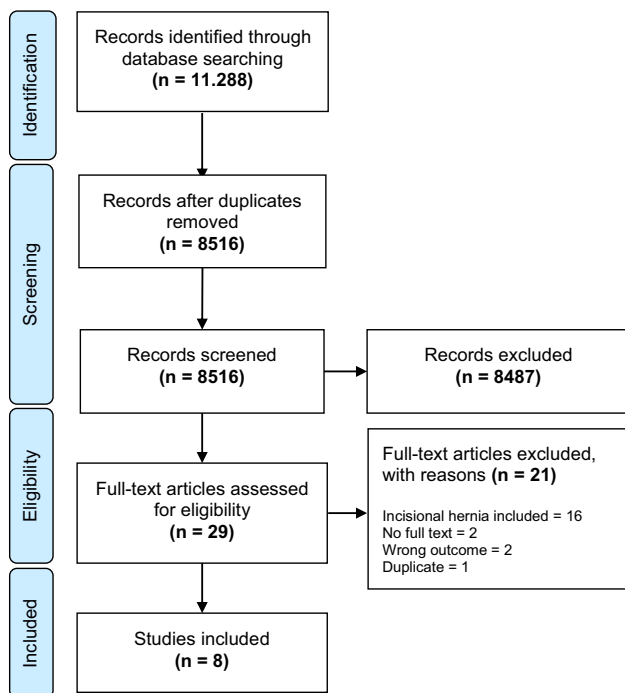 Identification
Records identified through
database searching
(n = 11.288)
Screening
Records after duplicates
removed
(n = 8516)
Records screened
(n = 8516)
Records excluded
(n = 8487)
Eligibility
Full-text articles assessed
for eligibility
(n = 29)
Full-text articles excluded,
with reasons (n = 21)
Incisional hernia included = 16
No full text = 2
Wrong outcome = 2
Duplicate = 1
Included
Studies included
(n = 8)